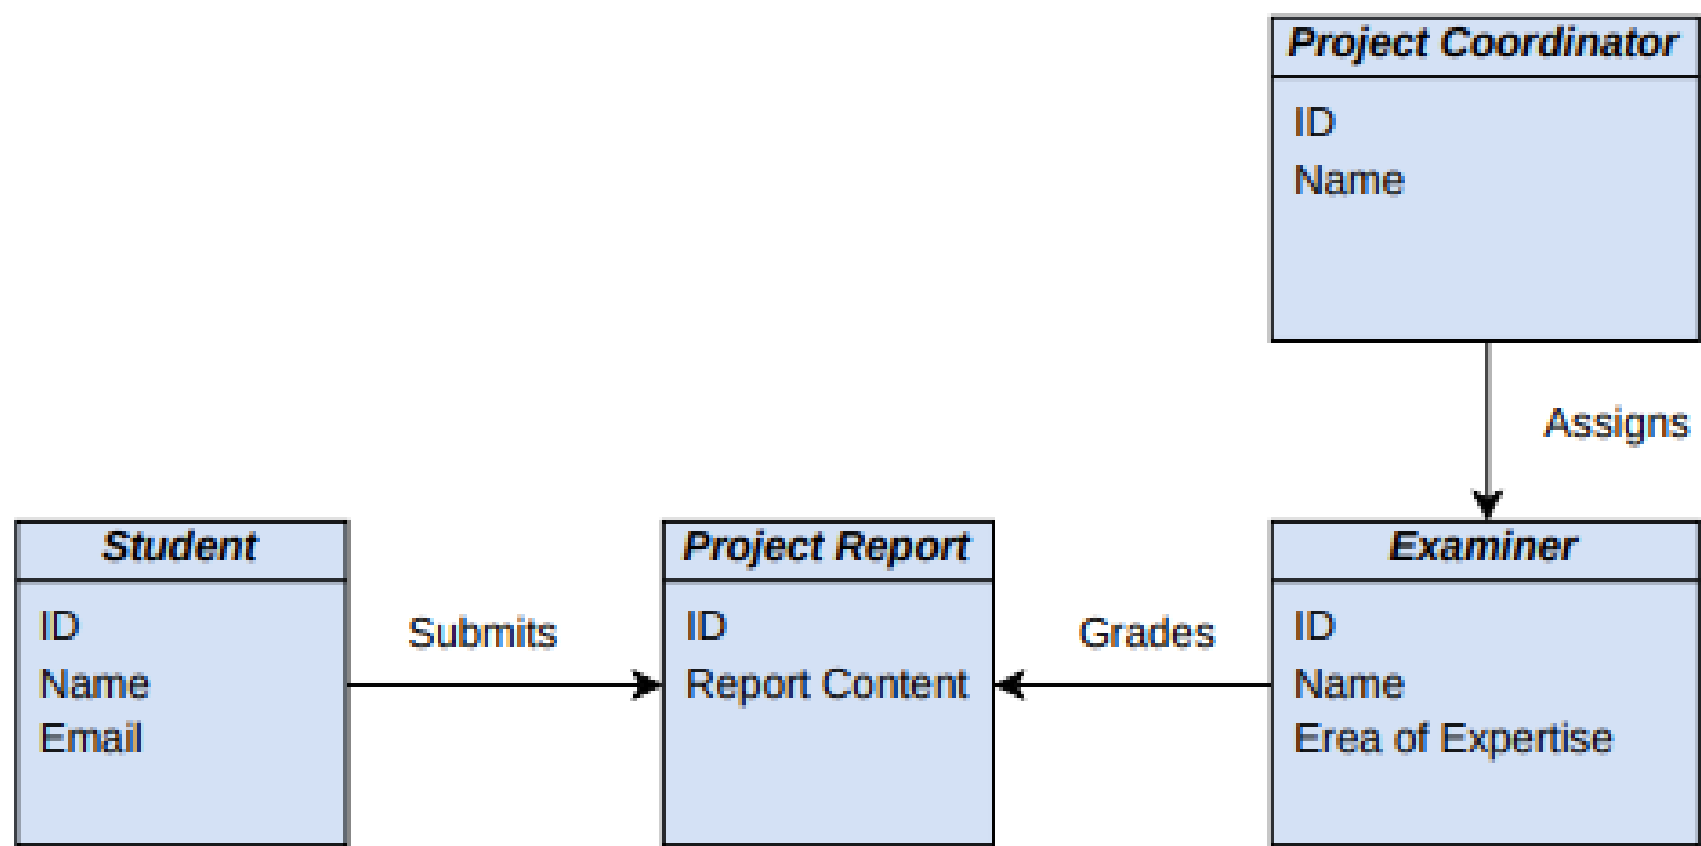 Project Coordinator
ID
Name
Assigns
Student
ID
Name
Email
Submits
Project Report
ID
Report Content
Grades
Examiner
ID
Name
Erea of Expertise